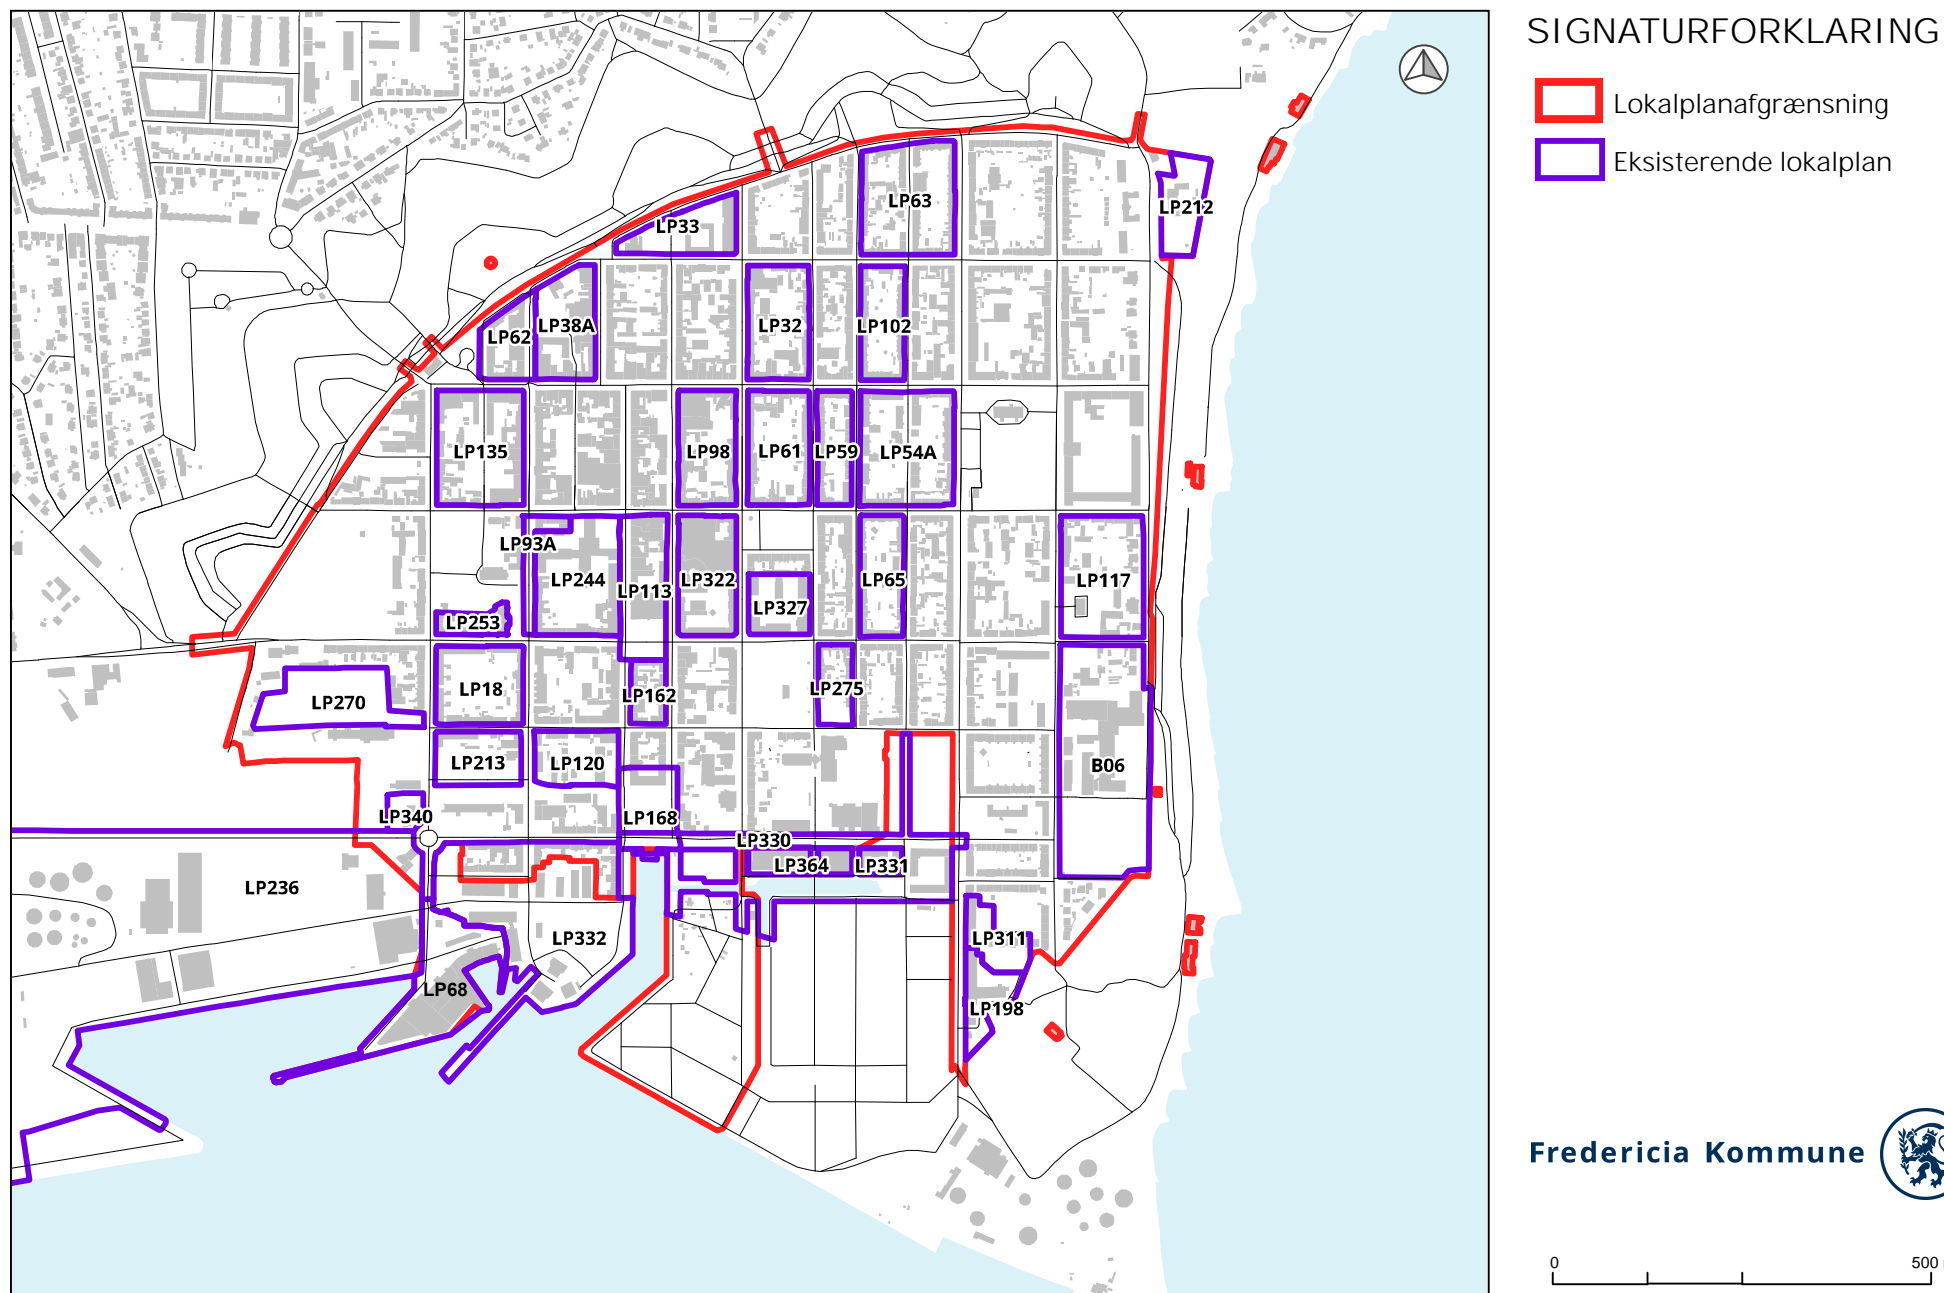 SIGNATURFORKLARING
Lokalplanafgrænsning
Eksisterende lokalplan
LP63
LP212
LP33
LP62
LP38A
LP32
LP102
LP135
LP98
LP61
LP59
LP54A
LP93A
LP244
LP113
LP322
LP327
LP65
LP117
LP253
LP270
LP18
LP162
LP275
LP213
LP120
B06
LP340
LP168
LP330
LP364
LP331
LP236
LP332
LP311
LP68
LP198
Fredericia Kommune
0
500